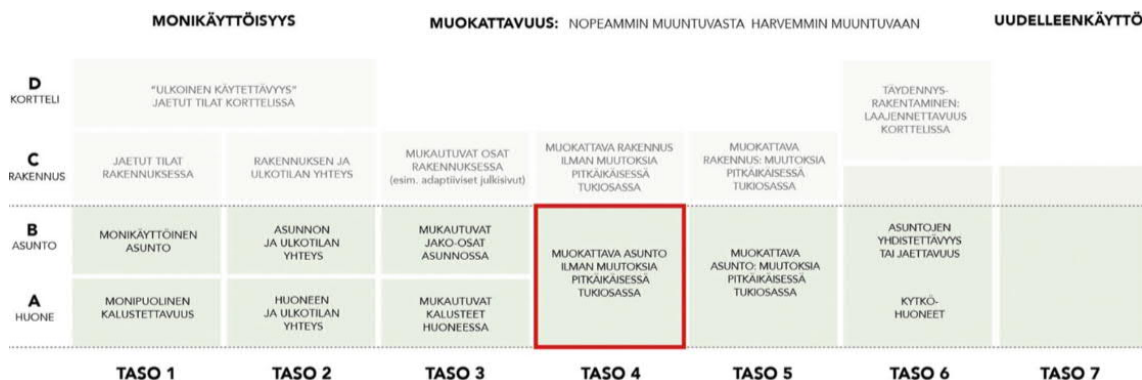 MONIKÄYTTÖISYYS
MUOKATTAVUUS: NOPEAMMIN MUUNTUVASTA HARVEMMIN MUUNTUVAAN
UUDELLEENKÄYTTÖ
D
KORTTELI
"ULKOINEN KÄYTETTÄVYYS"
JAETUT TILAT KORTTELISSA
TÄYDENNYS-
RAKENTAMINEN:
LAAJENNETTAVUUS
KORTTELISSA
C
RAKENNUS
JAETUT TILAT
RAKENNUKSESSA
RAKENNUKSEN JA
ULKOTILAN YHTEYS
MUKAUTUVAT OSAT
RAKENNUKSESSA
(esim. adaptiiviset julkisivut)
MUOKATTAVA RAKENNUS
ILMAN MUUTOKSIA
PITKÄIKÄISESSÄ
TUKIOSASSA
MUOKATTAVA
RAKENNUS: MUUTOKSIA
PITKÄIKÄISESSÄ
TUKIOSASSA
B
ASUNTO
MONIKÄYTTÖINEN
ASUNTO
ASUNNON
JA ULKOTILAN
YHTEYS
MUKAUTUVAT
JAKO-OSAT
ASUNNOSSA
MUOKATTAVA ASUNTO
ILMAN MUUTOKSIA
PITKÄIKÄISESSÄ
TUKIOSASSA
MUOKATTAVA
ASUNTO: MUUTOKSIA
PITKÄIKÄISESSÄ
TUKIOSASSA
ASUNTOJEN
YHDISTETTÄVYYS
TAI JAETTAVUUS
A
HUONE
MONIPUOLINEN
KALUSTETTAVUUS
HUONEEN
JA ULKOTILAN
YHTEYS
MUKAUTUVAT
KALUSTEET
HUONEESSA
KYTKÖ-
HUONEET
TASO 1
TASO 2
TASO 3
TASO 4
TASO 5
TASO 6
TASO 7